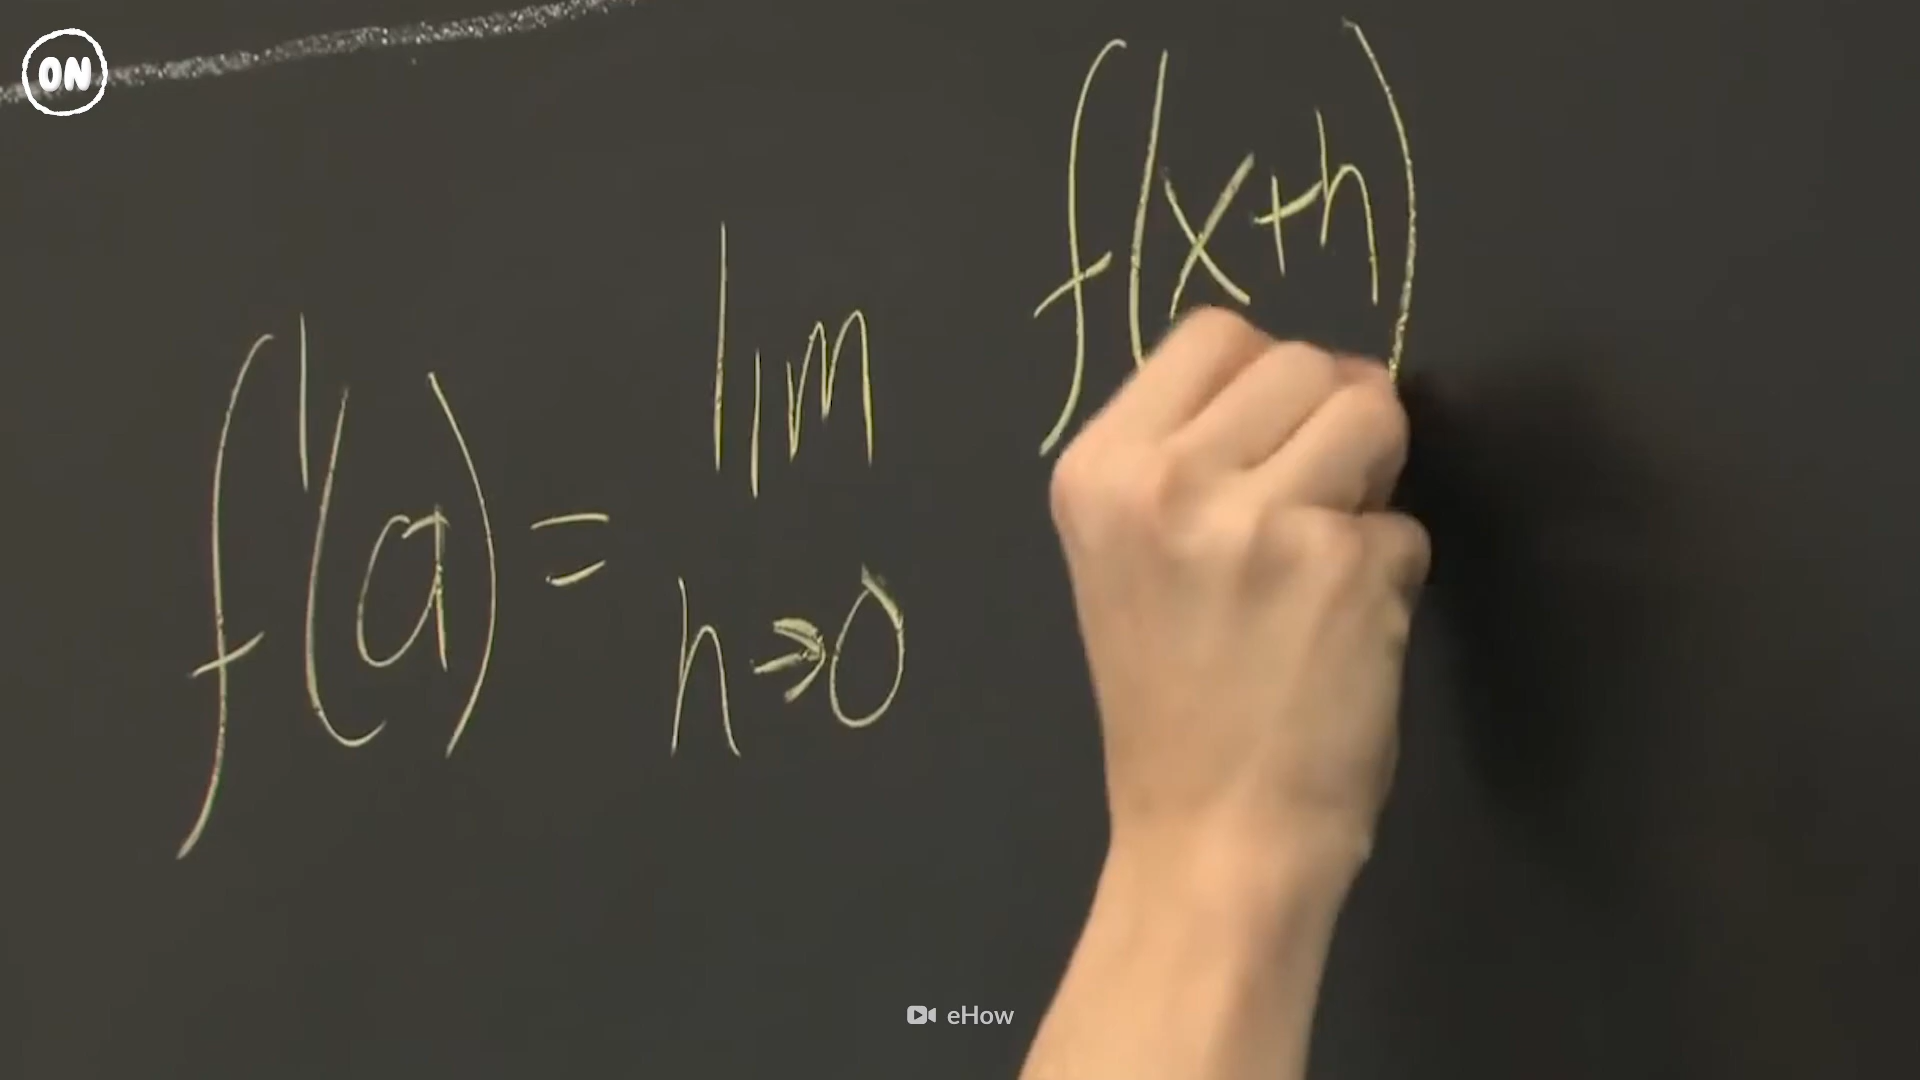 ON
f'(a) = lim f(x+h)
h→0
eHow